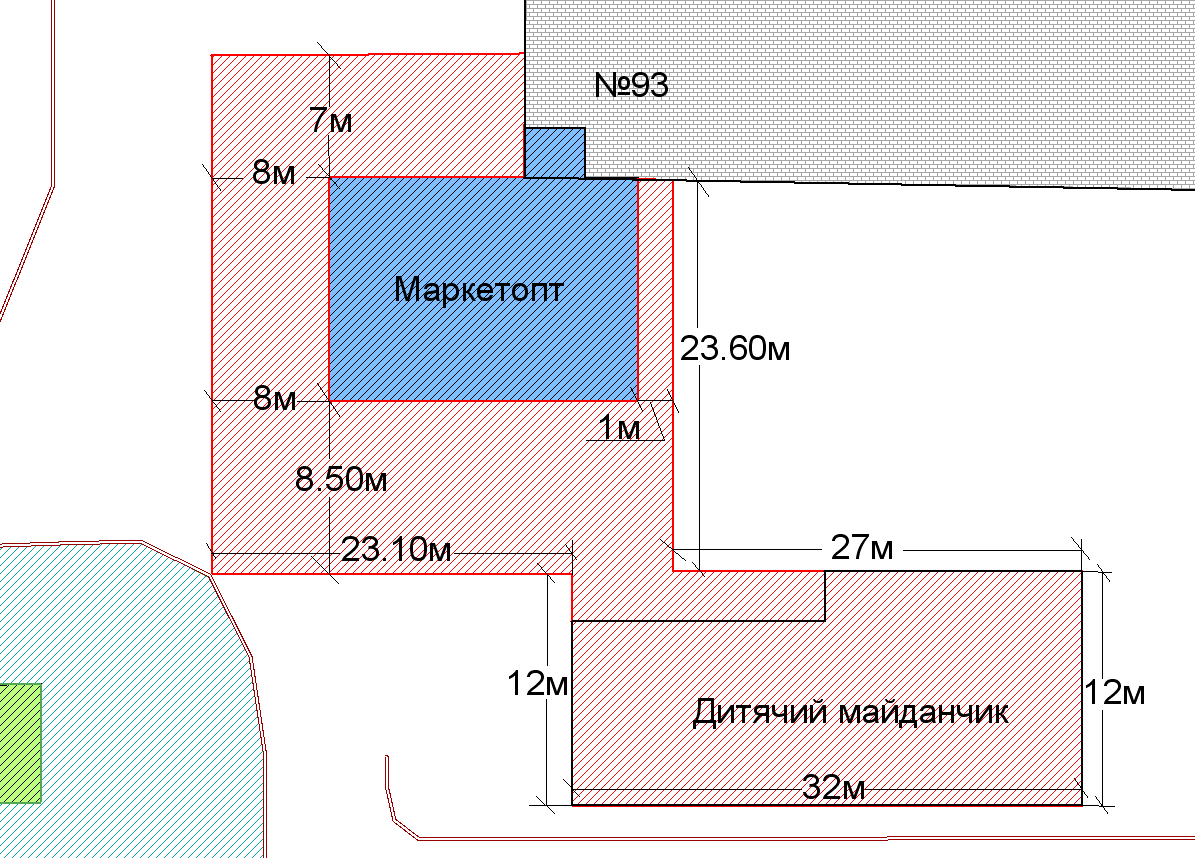 №93
7м
8м
Маркетопт
23.60м
8м
1м
8.50м
23.10м
27м
12м
12м
Дитячий майданчик
32м